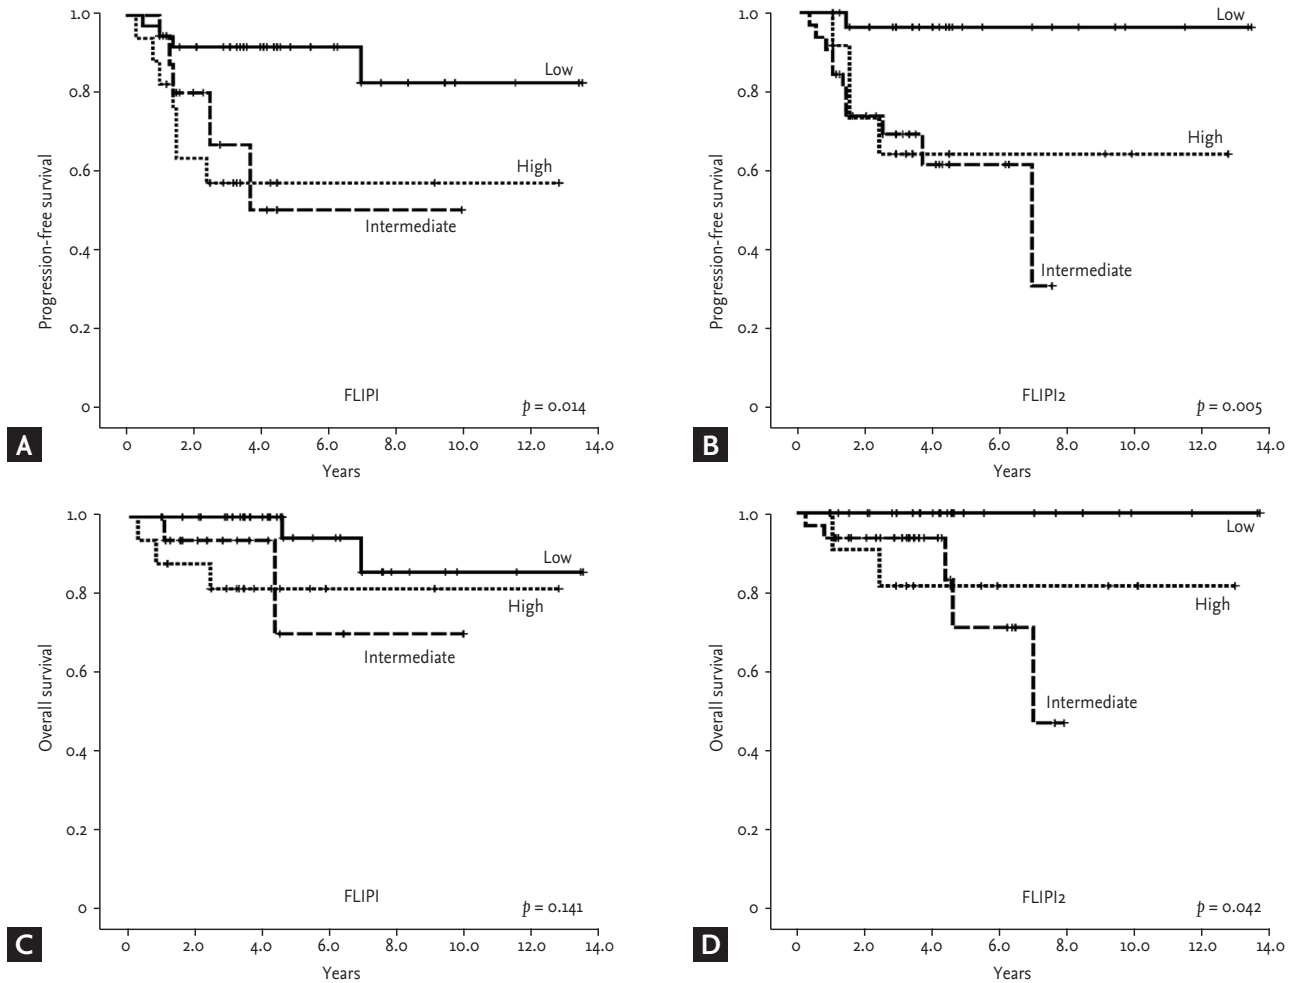 1.0
0.8
0.6
0.4
0.2
0
Progression-free survival
Low
High
Intermediate
FLIPI
p = 0.014
A
0 2.0 4.0 6.0 8.0 10.0 12.0 14.0
Years
1.0
0.8
0.6
0.4
0.2
0
Progression-free survival
Low
High
Intermediate
FLIPI2
p = 0.005
B
0 2.0 4.0 6.0 8.0 10.0 12.0 14.0
Years
1.0
0.8
0.6
0.4
0.2
0
Overall survival
Low
High
Intermediate
FLIPI
p = 0.141
C
0 2.0 4.0 6.0 8.0 10.0 12.0 14.0
Years
1.0
0.8
0.6
0.4
0.2
0
Overall survival
Low
High
Intermediate
FLIPI2
p = 0.042
D
0 2.0 4.0 6.0 8.0 10.0 12.0 14.0
Years